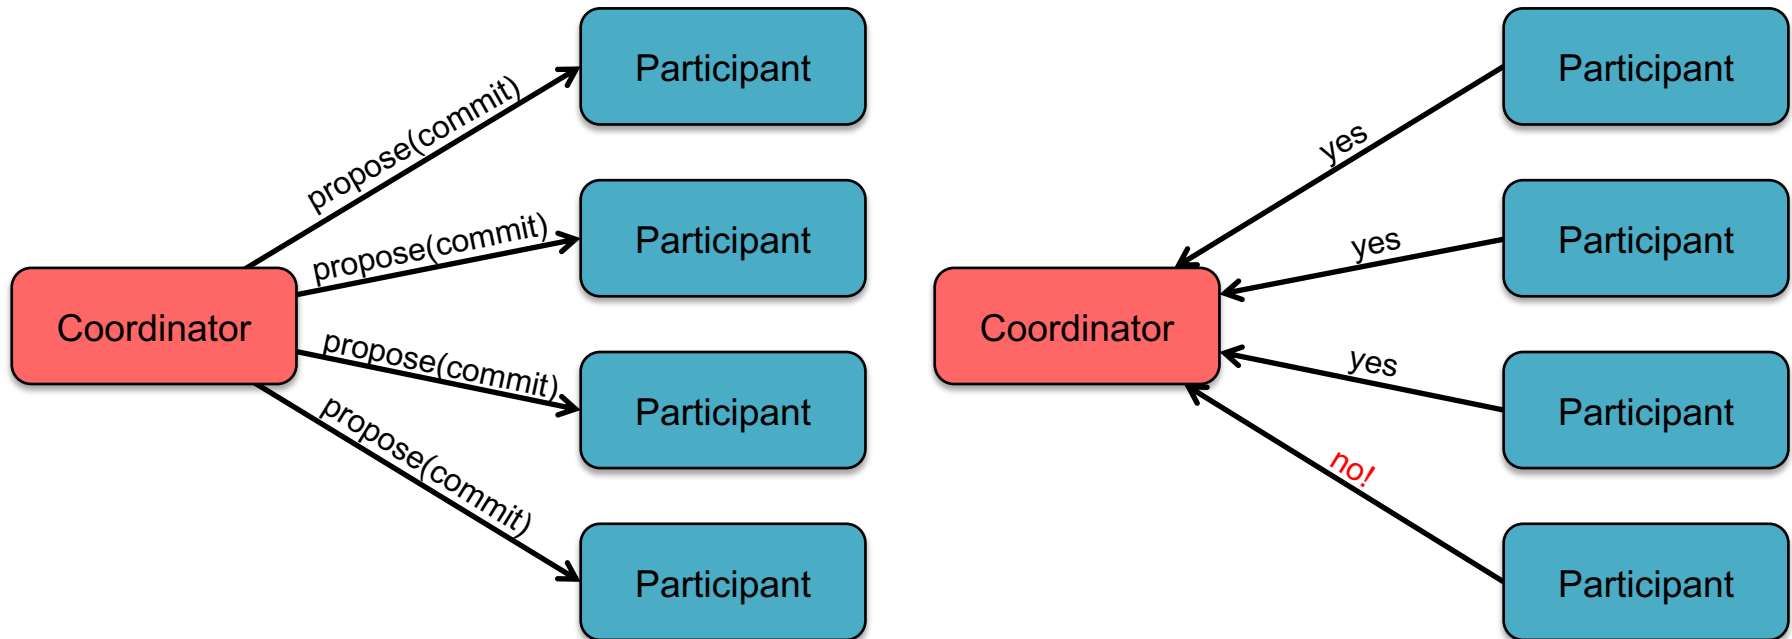 Participant
propose(commit)
Participant
propose(commit)
Coordinator
propose(commit)
Participant
propose(commit)
Participant
Participant
yes
Participant
yes
Coordinator
yes
Participant
no!
Participant